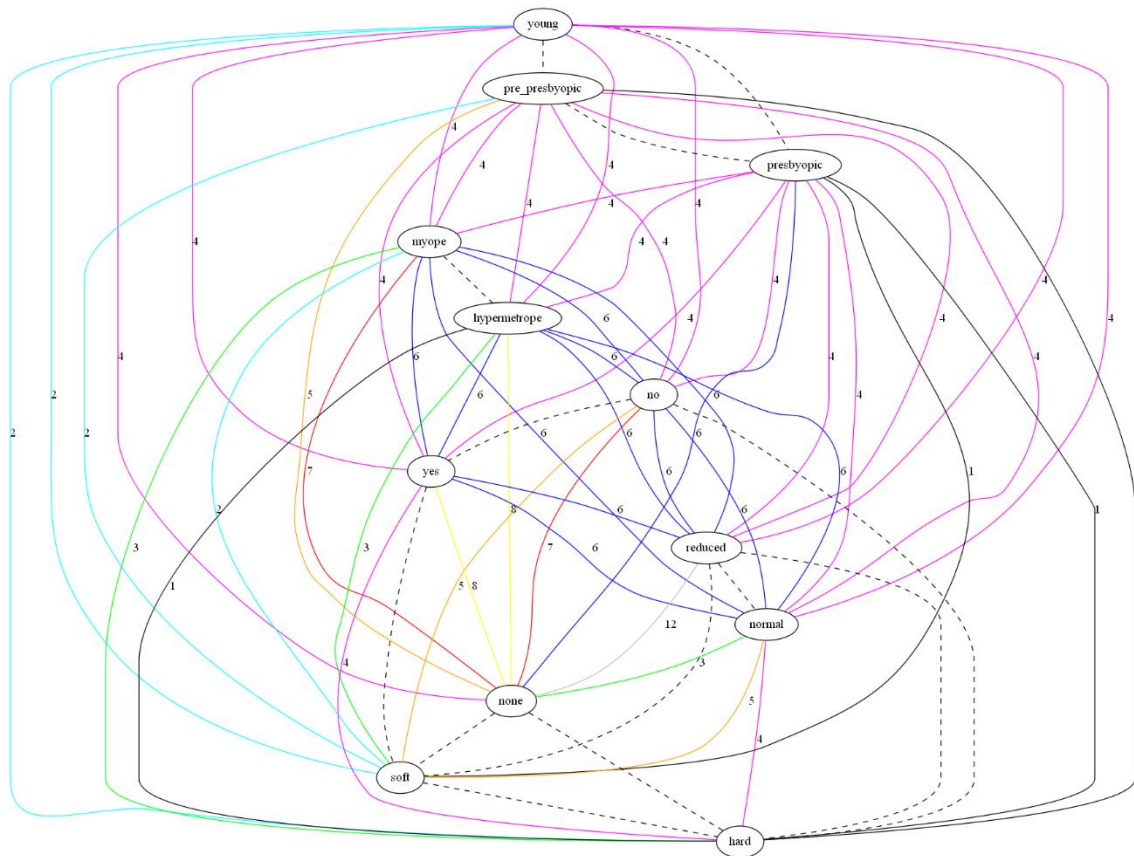 young
pre_presbyopic
4
4 4 presbyopic
4 4 4 4
4 myope 4
4 4 4
hypermetrope 6 4 4 4
4 6 6 4
2 5 6 no 6 4
2 2 6 6 6
7 yes 6 6 1
2 8 6 6 1
3 3 7 6 reduced
1 5 8
12 normal
4 3
none 5
4
soft
hard